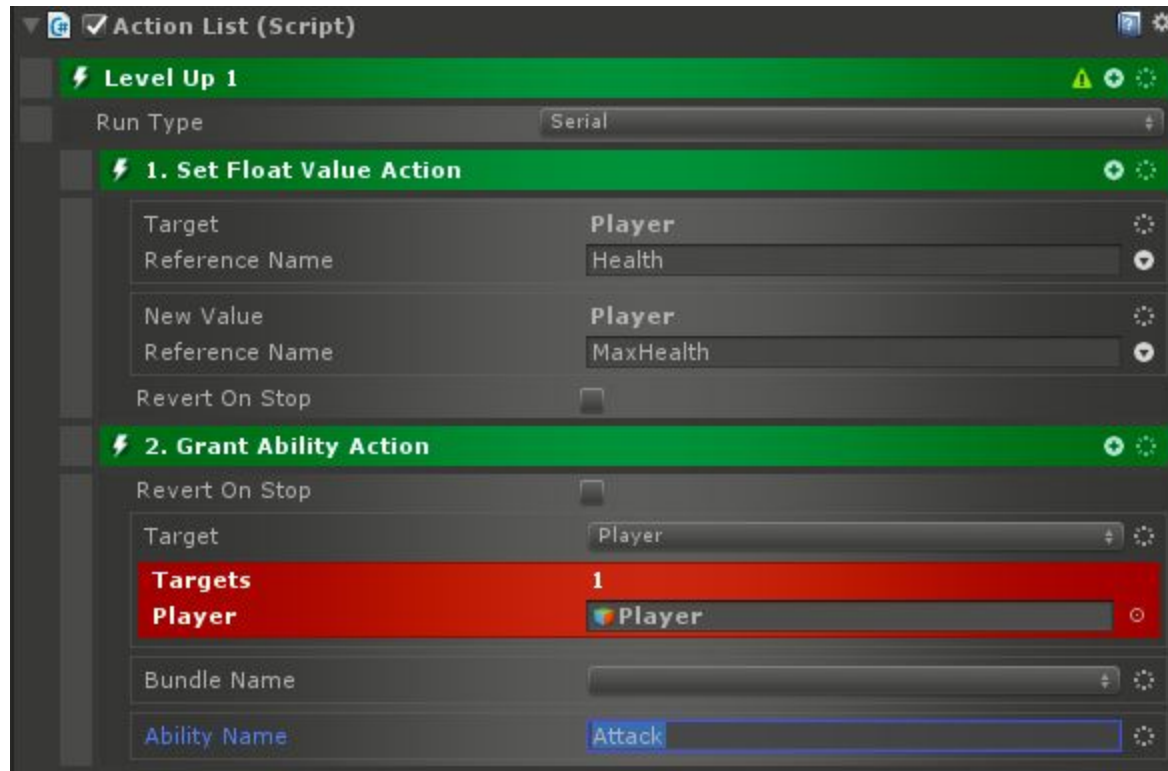 Action List (Script)
Level Up 1
Run Type Serial
1. Set Float Value Action
Target Player
Reference Name Health
New Value Player
Reference Name MaxHealth
Revert On Stop
2. Grant Ability Action
Revert On Stop
Target Player
Targets 1
Player Player
Bundle Name
Ability Name Attack